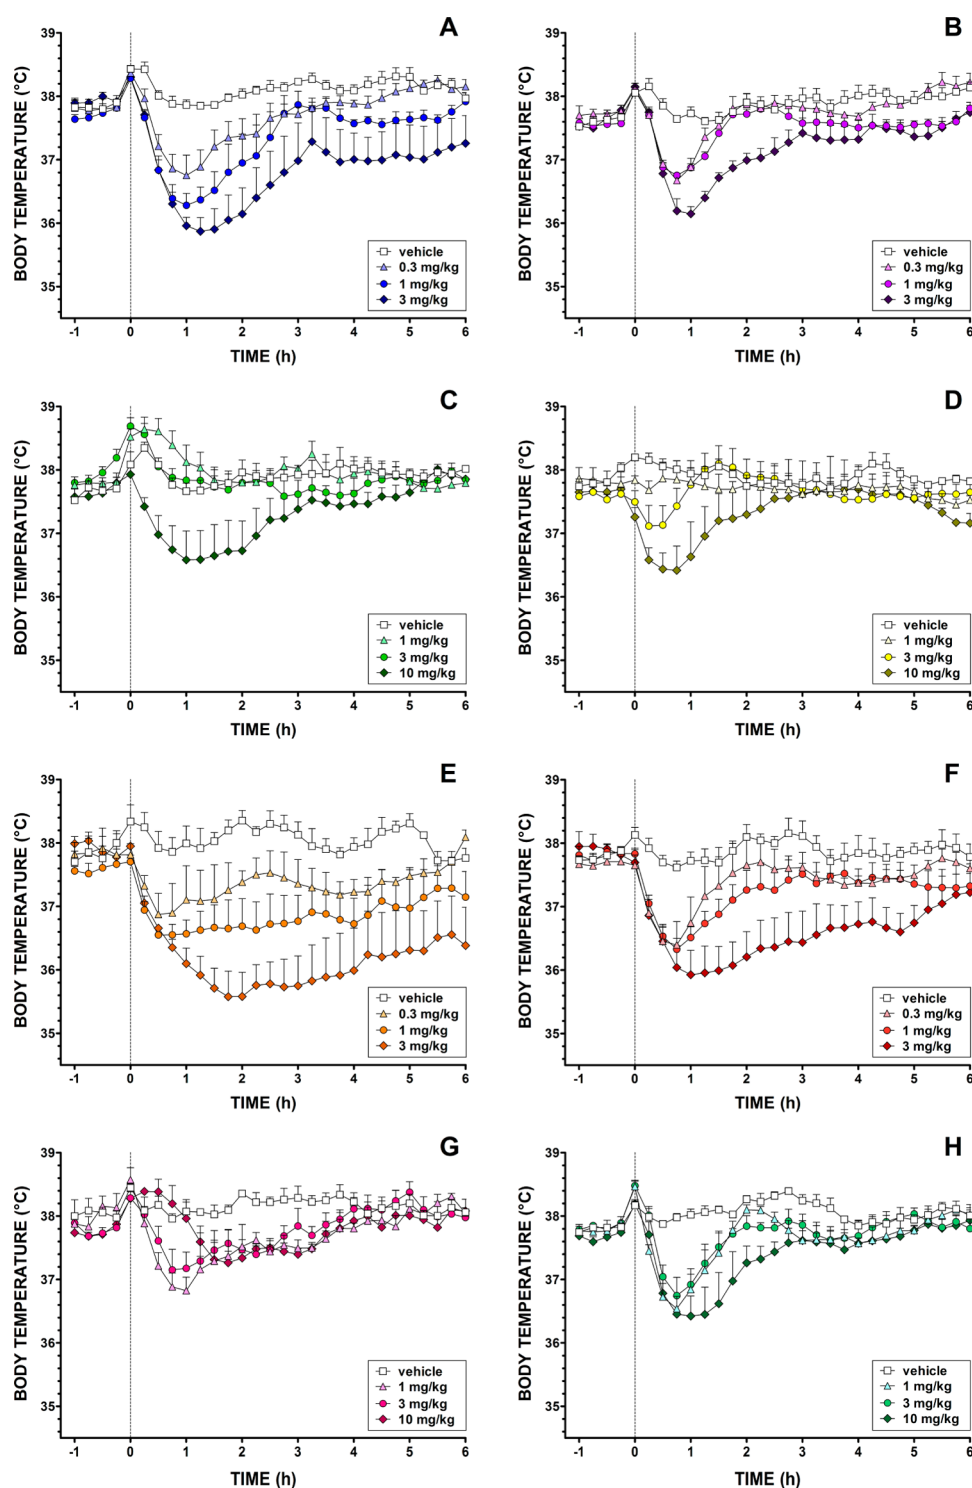 A
BODY TEMPERATURE (°C)
39
38
37
36
35
vehicle
0.3 mg/kg
1 mg/kg
3 mg/kg
-1 0 1 2 3 4 5 6
TIME (h)
B
BODY TEMPERATURE (°C)
39
38
37
36
35
vehicle
0.3 mg/kg
1 mg/kg
3 mg/kg
-1 0 1 2 3 4 5 6
TIME (h)
C
BODY TEMPERATURE (°C)
39
38
37
36
35
vehicle
1 mg/kg
3 mg/kg
10 mg/kg
-1 0 1 2 3 4 5 6
TIME (h)
D
BODY TEMPERATURE (°C)
39
38
37
36
35
vehicle
1 mg/kg
3 mg/kg
10 mg/kg
-1 0 1 2 3 4 5 6
TIME (h)
E
BODY TEMPERATURE (°C)
39
38
37
36
35
vehicle
0.3 mg/kg
1 mg/kg
3 mg/kg
-1 0 1 2 3 4 5 6
TIME (h)
F
BODY TEMPERATURE (°C)
39
38
37
36
35
vehicle
0.3 mg/kg
1 mg/kg
3 mg/kg
-1 0 1 2 3 4 5 6
TIME (h)
G
BODY TEMPERATURE (°C)
39
38
37
36
35
vehicle
1 mg/kg
3 mg/kg
10 mg/kg
-1 0 1 2 3 4 5 6
TIME (h)
H
BODY TEMPERATURE (°C)
39
38
37
36
35
vehicle
1 mg/kg
3 mg/kg
10 mg/kg
-1 0 1 2 3 4 5 6
TIME (h)